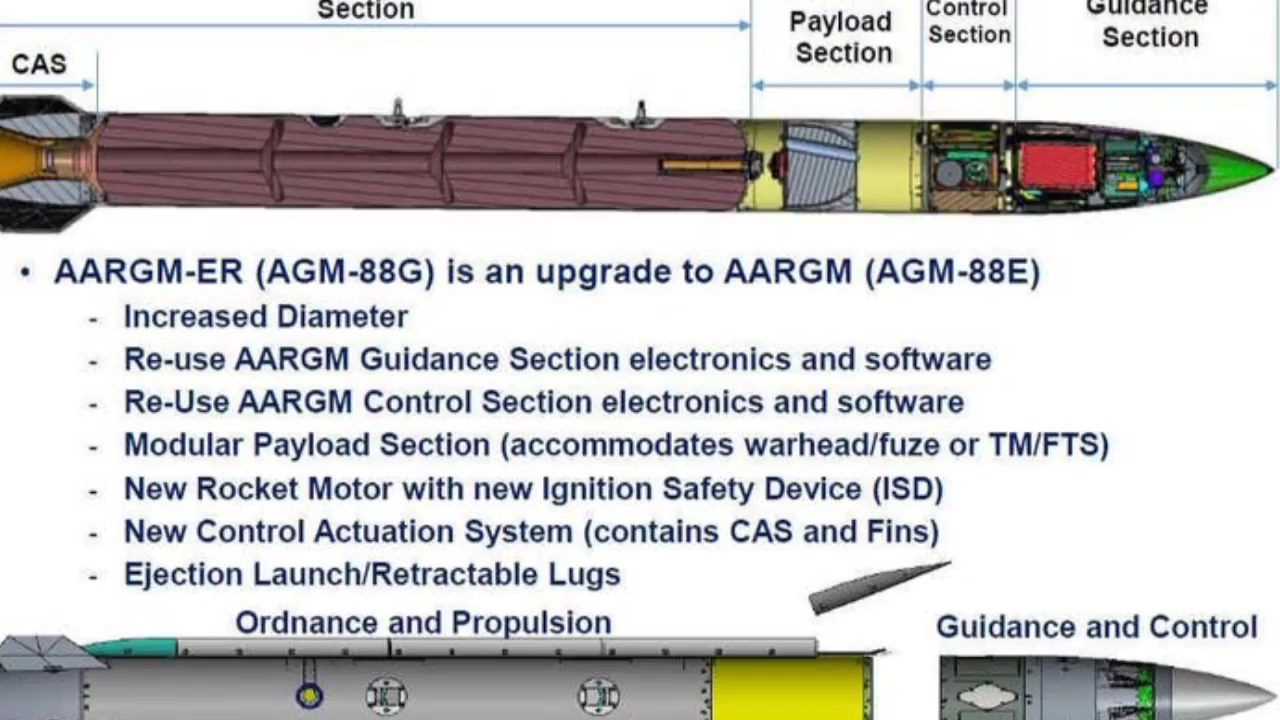 Section
Payload
Section
Control
Section
Guidance
Section
CAS
• AARGM-ER (AGM-88G) is an upgrade to AARGM (AGM-88E)
- Increased Diameter
- Re-use AARGM Guidance Section electronics and software
- Re-Use AARGM Control Section electronics and software
- Modular Payload Section (accommodates warhead/fuze or TM/FTS)
- New Rocket Motor with new Ignition Safety Device (ISD)
- New Control Actuation System (contains CAS and Fins)
- Ejection Launch/Retractable Lugs
Ordnance and Propulsion
Guidance and Control